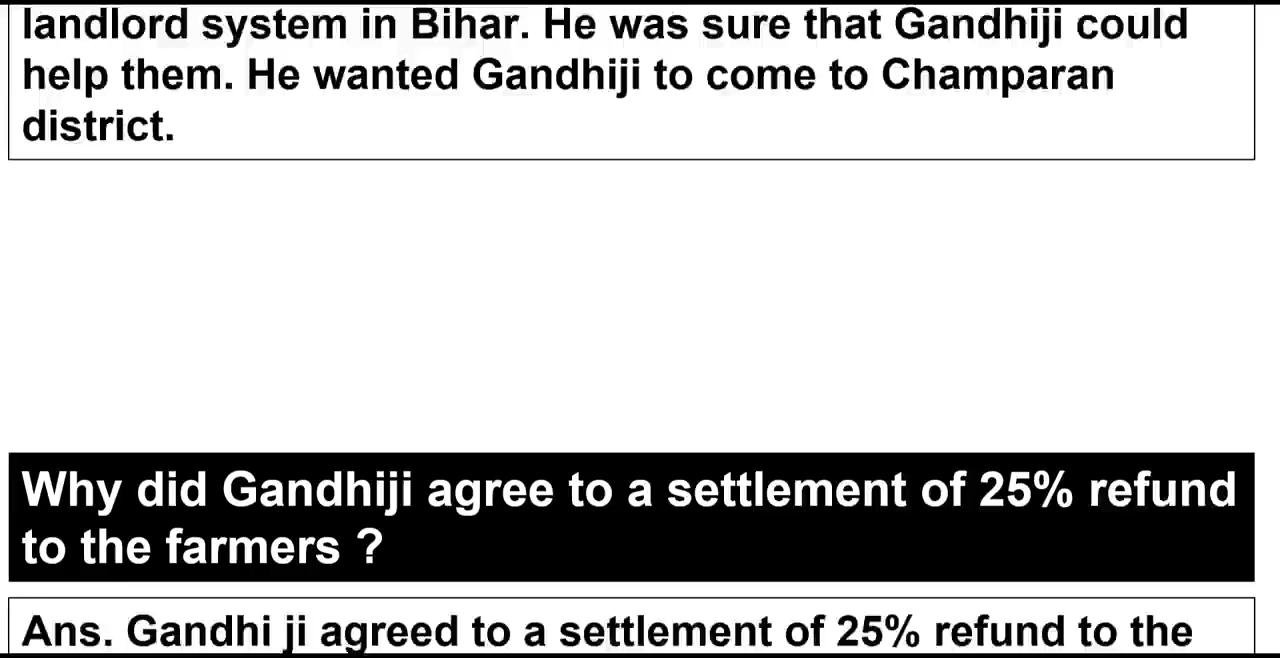 landlord system in Bihar. He was sure that Gandhiji could
help them. He wanted Gandhiji to come to Champaran
district.
Why did Gandhiji agree to a settlement of 25% refund
to the farmers ?
Ans. Gandhi ji agreed to a settlement of 25% refund to the